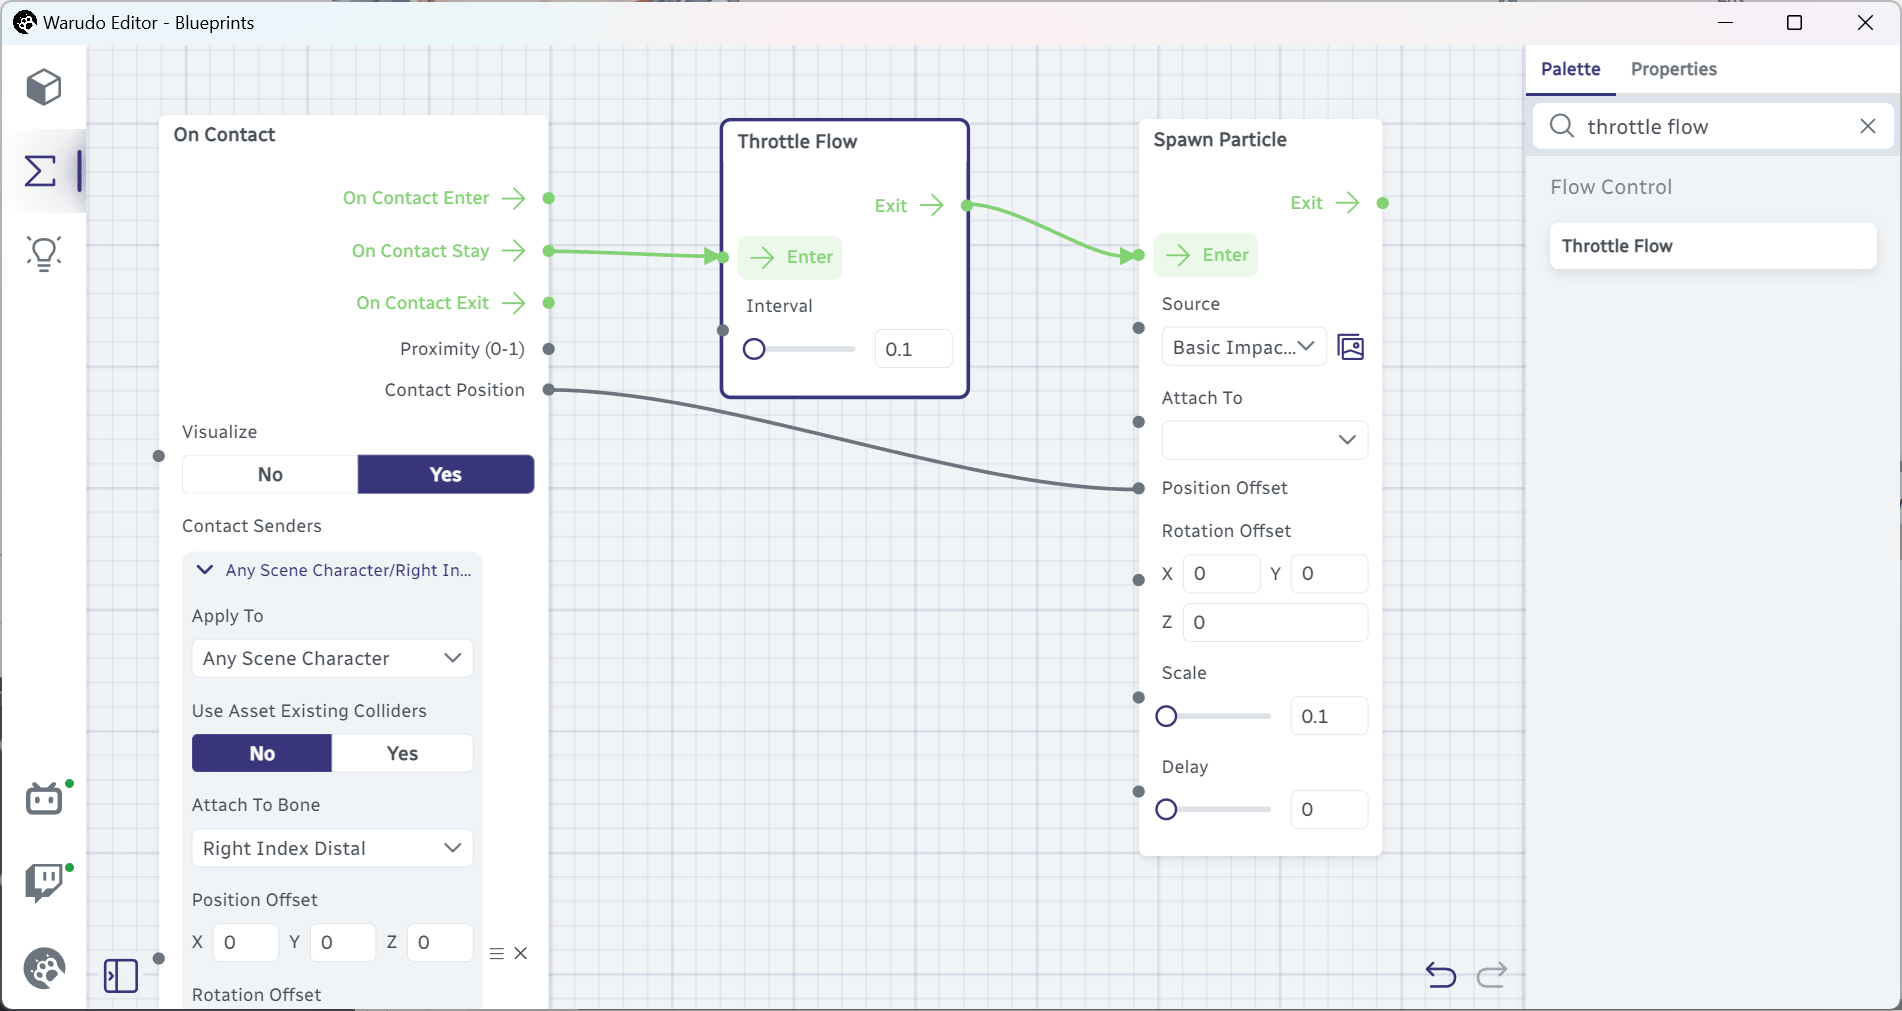 Warudo Editor - Blueprints
Palette
Properties
throttle flow
Flow Control
Throttle Flow
On Contact
On Contact Enter
On Contact Stay
On Contact Exit
Proximity (0-1)
Contact Position
Visualize
No
Yes
Contact Senders
Any Scene Character/Right In...
Apply To
Any Scene Character
Use Asset Existing Colliders
No
Yes
Attach To Bone
Right Index Distal
Position Offset
X 0 Y 0 Z 0
Rotation Offset
Throttle Flow
Exit
Enter
Interval
0.1
Spawn Particle
Exit
Enter
Source
Basic Impac...
Attach To
Position Offset
Rotation Offset
X 0 Y 0
Z 0
Scale
0.1
Delay
0